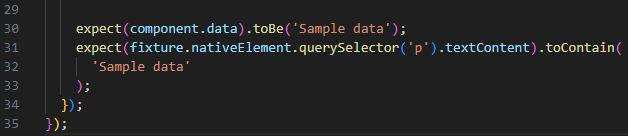 29
30 expect(component.data).toBe('Sample data');
31 expect(fixture.nativeElement.querySelector('p').textContent).toContain(
32 'Sample data'
33 );
34 });
35 });